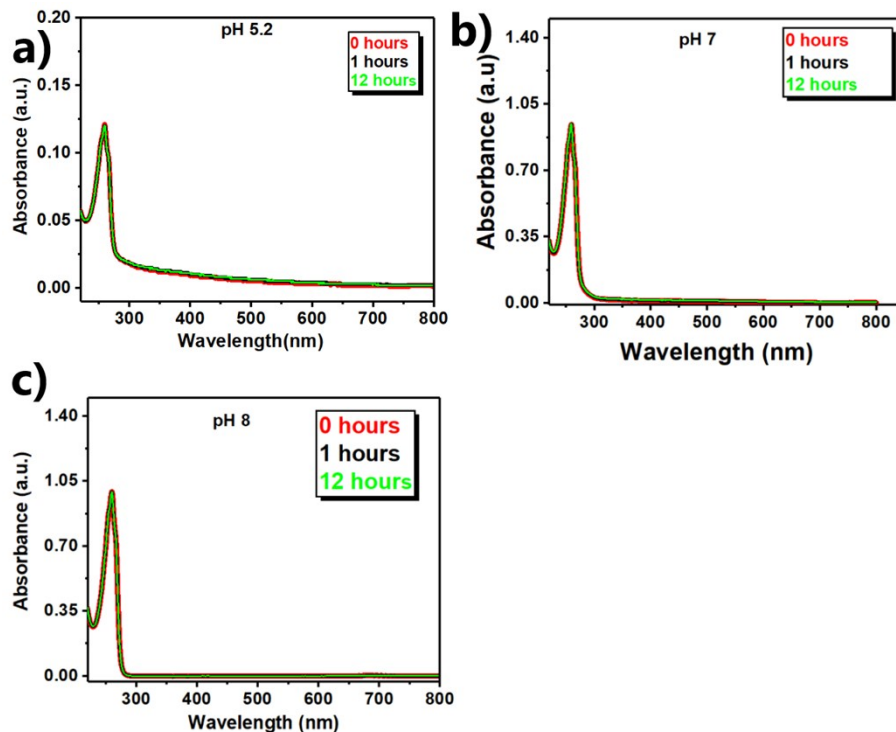 a)
pH 5.2
0 hours
1 hours
12 hours
Absorbance (a.u.)
0.20
0.15
0.10
0.05
0.00
300 400 500 600 700 800
Wavelength(nm)
b)
pH 7
0 hours
1 hours
12 hours
Absorbance (a.u)
1.40
1.05
0.70
0.35
0.00
300 400 500 600 700 800
Wavelength (nm)
c)
pH 8
0 hours
1 hours
12 hours
Absorbance (a.u.)
1.40
1.05
0.70
0.35
0.00
300 400 500 600 700 800
Wavelength (nm)